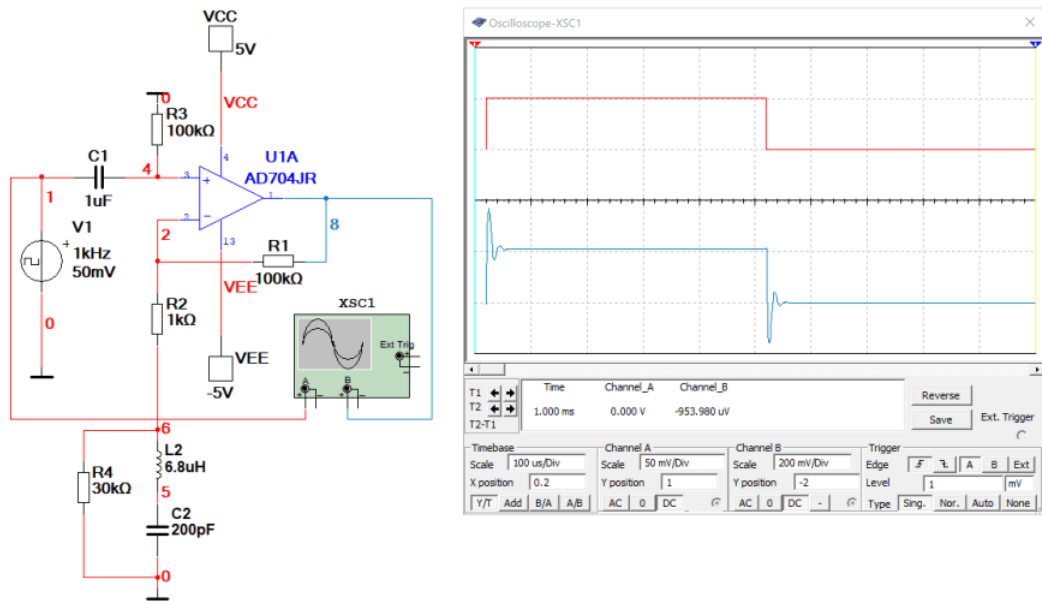 VCC
5V
VCC
0
R3
100kΩ
C1
1uF
4
U1A
AD704JR
4
3
+
1
2
−
13
8
1
V1
+
1kHz
50mV
0
2
R1
100kΩ
VEE
R2
1kΩ
VEE
-5V
XSC1
Ext Trig
+
−
A
B
+
−
+
−
6
L2
6.8uH
R4
30kΩ
5
C2
200pF
0
Oscilloscope-XSC1
T1
T2
T2-T1
Time Channel_A Channel_B
1.000 ms 0.000 V -953.980 uV
Reverse
Save
Ext. Trigger
Timebase
Scale 100 us/Div
X position 0.2
Y/T Add B/A A/B
Channel A
Scale 50 mV/Div
Y position 1
AC 0 DC
Channel B
Scale 200 mV/Div
Y position -2
AC 0 DC -
Trigger
Edge A B Ext
Level 1 mV
Type Sing. Nor. Auto None